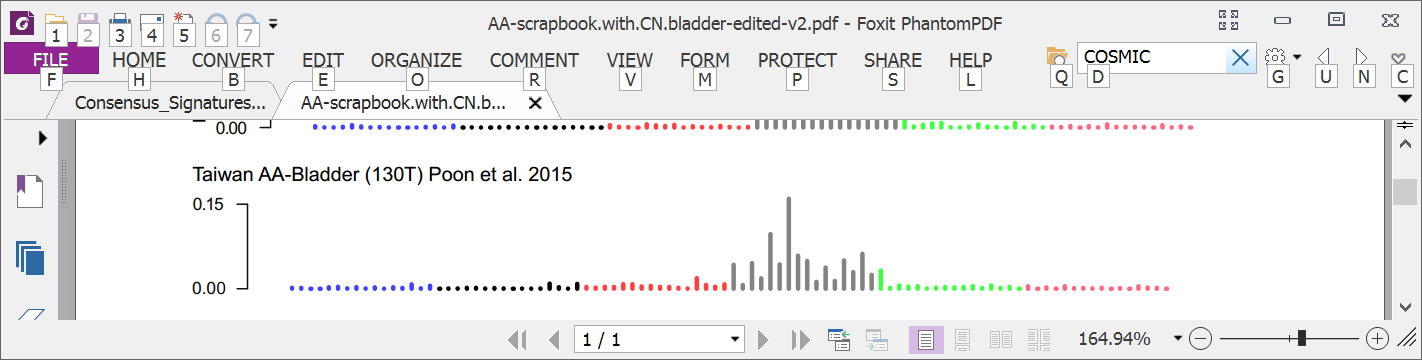 AA-scrapbook.with.CN.bladder-edited-v2.pdf - Foxit PhantomPDF
1 2 3 4 5 6 7
FILE HOME CONVERT EDIT ORGANIZE COMMENT VIEW FORM PROTECT SHARE HELP COSMIC
F H B E O R V M P S L Q D G U N C
Consensus_Signatures... AA-scrapbook.with.CN.b...
0.00
Taiwan AA-Bladder (130T) Poon et al. 2015
0.15
0.00
1 / 1 164.94%